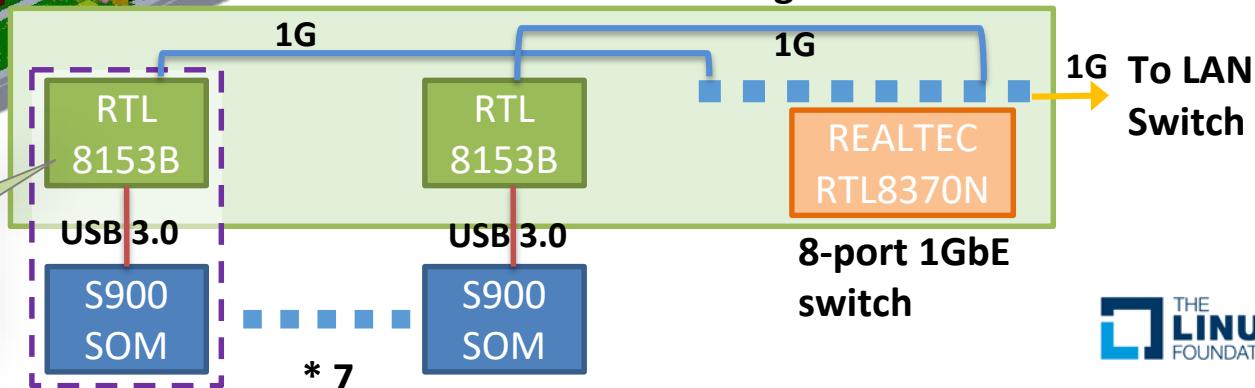 1G
1G
1G
To LAN
Switch
RTL
8153B
RTL
8153B
REALTEC
RTL8370N
USB 3.0
USB 3.0
8-port 1GbE
switch
S900
SOM
S900
SOM
* 7
THE
LINU
FOUNDAT